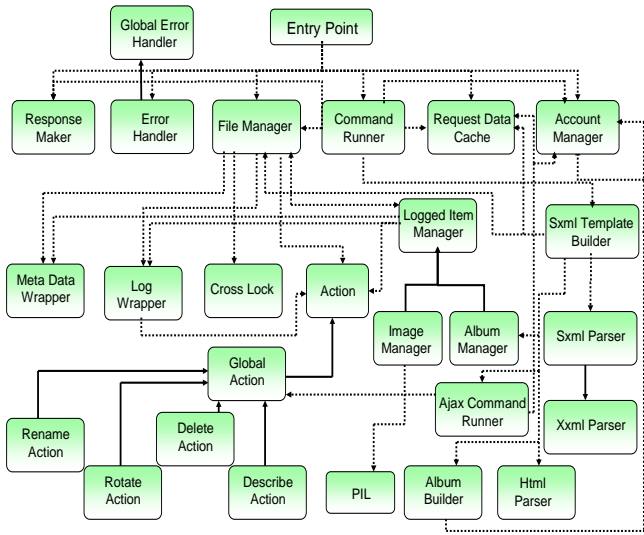 Global Error
Handler
Entry Point
Response
Maker
Error
Handler
File Manager
Command
Runner
Request Data
Cache
Account
Manager
Logged Item
Manager
Sxml Template
Builder
Meta Data
Wrapper
Log
Wrapper
Cross Lock
Action
Image
Manager
Album
Manager
Sxml Parser
Global
Action
Ajax Command
Runner
Xxml Parser
Rename
Action
Delete
Action
Rotate
Action
Describe
Action
PIL
Album
Builder
Html
Parser